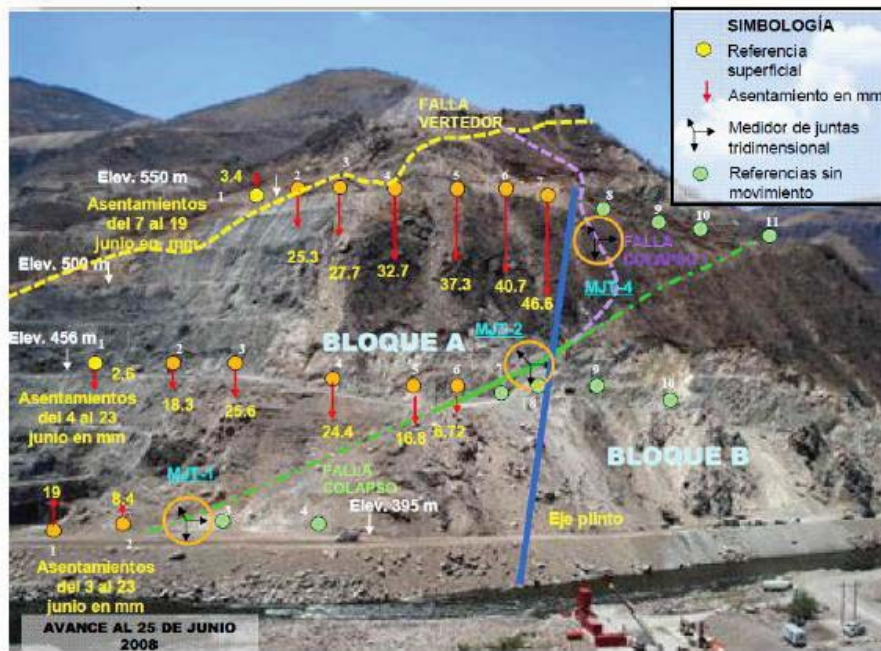 SIMBOLOGÍA
Referencia
superficial
Asentamiento en mm
Medidor de juntas
tridimensional
Referencias sin
movimiento
FALLA
VERTEDOR
Elev. 550 m
3.4
1
2
3
4
5
6
7
8
9
10
11
Asentamientos
del 7 al 19
junio en mm
25.3
27.7
32.7
37.3
40.7
46.6
FALLA
COLAPSO
MJT-4
Elev. 500 m
BLOQUE A
MJT-2
Elev. 456 m
1
2
3
4
5
6
7
8
9
10
2.6
18.3
25.6
24.4
16.8
6.72
Asentamientos
del 4 al 23
junio en mm
BLOQUE B
MJT-1
FALLA
COLAPSO
Elev. 395 m
19
8.4
1
2
3
4
Eje plinto
Asentamientos
del 3 al 23
junio en mm
AVANCE AL 25 DE JUNIO
2008